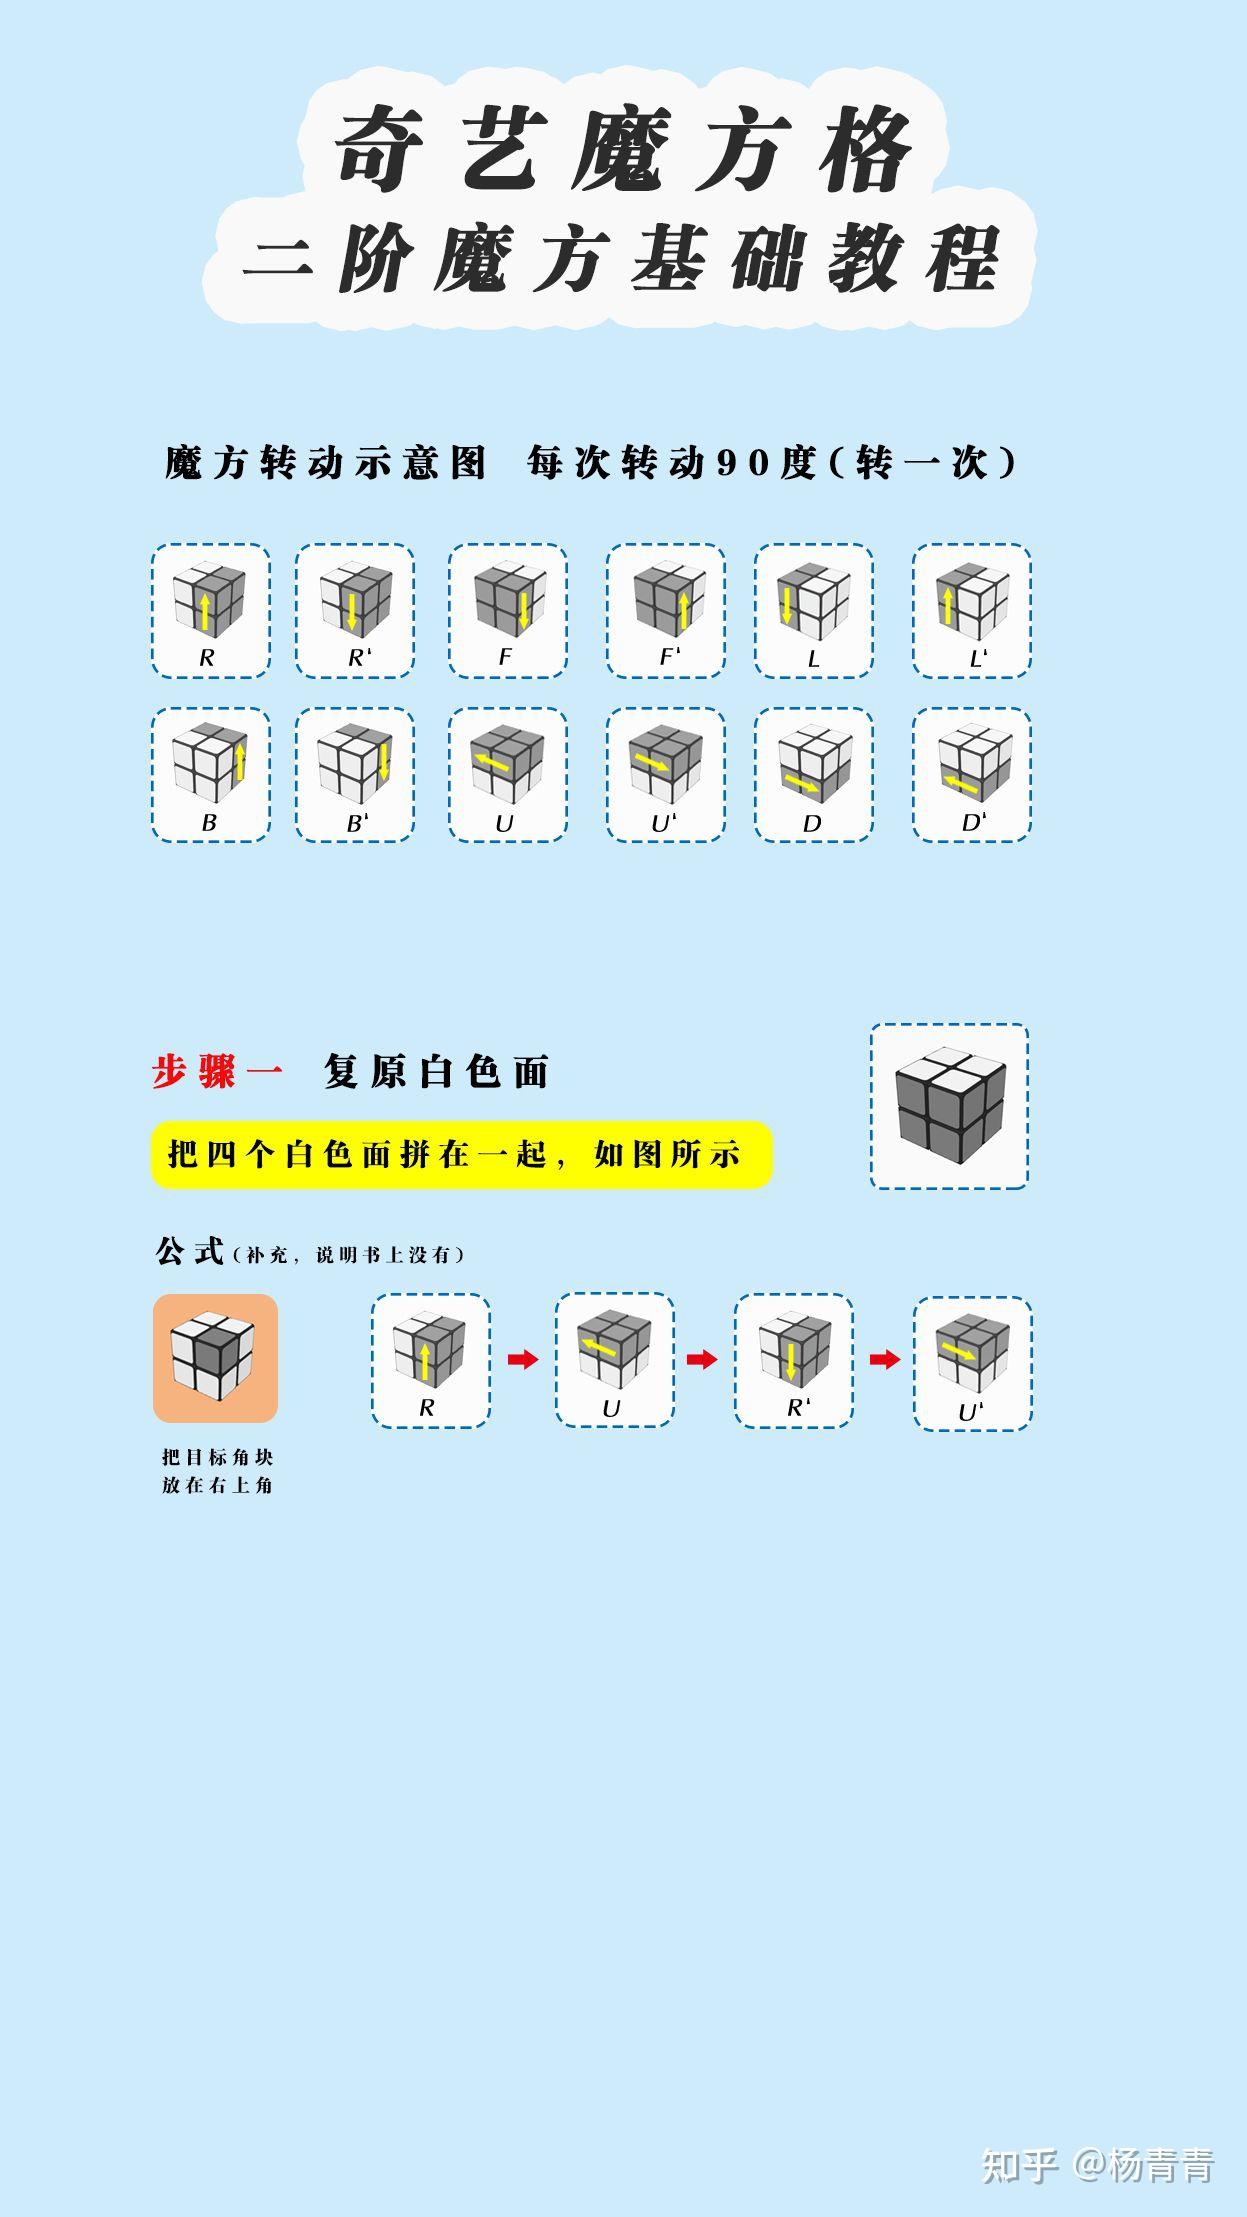 奇艺魔方格
二阶魔方基础教程
魔方转动示意图 每次转动90度(转一次)
R R' F F' L L'
B B' U U' D D'
步骤一 复原白色面
把四个白色面拼在一起，如图所示
公式(补充，说明书上没有)
R U R' U'
把目标角块
放在右上角
知乎 @杨青青